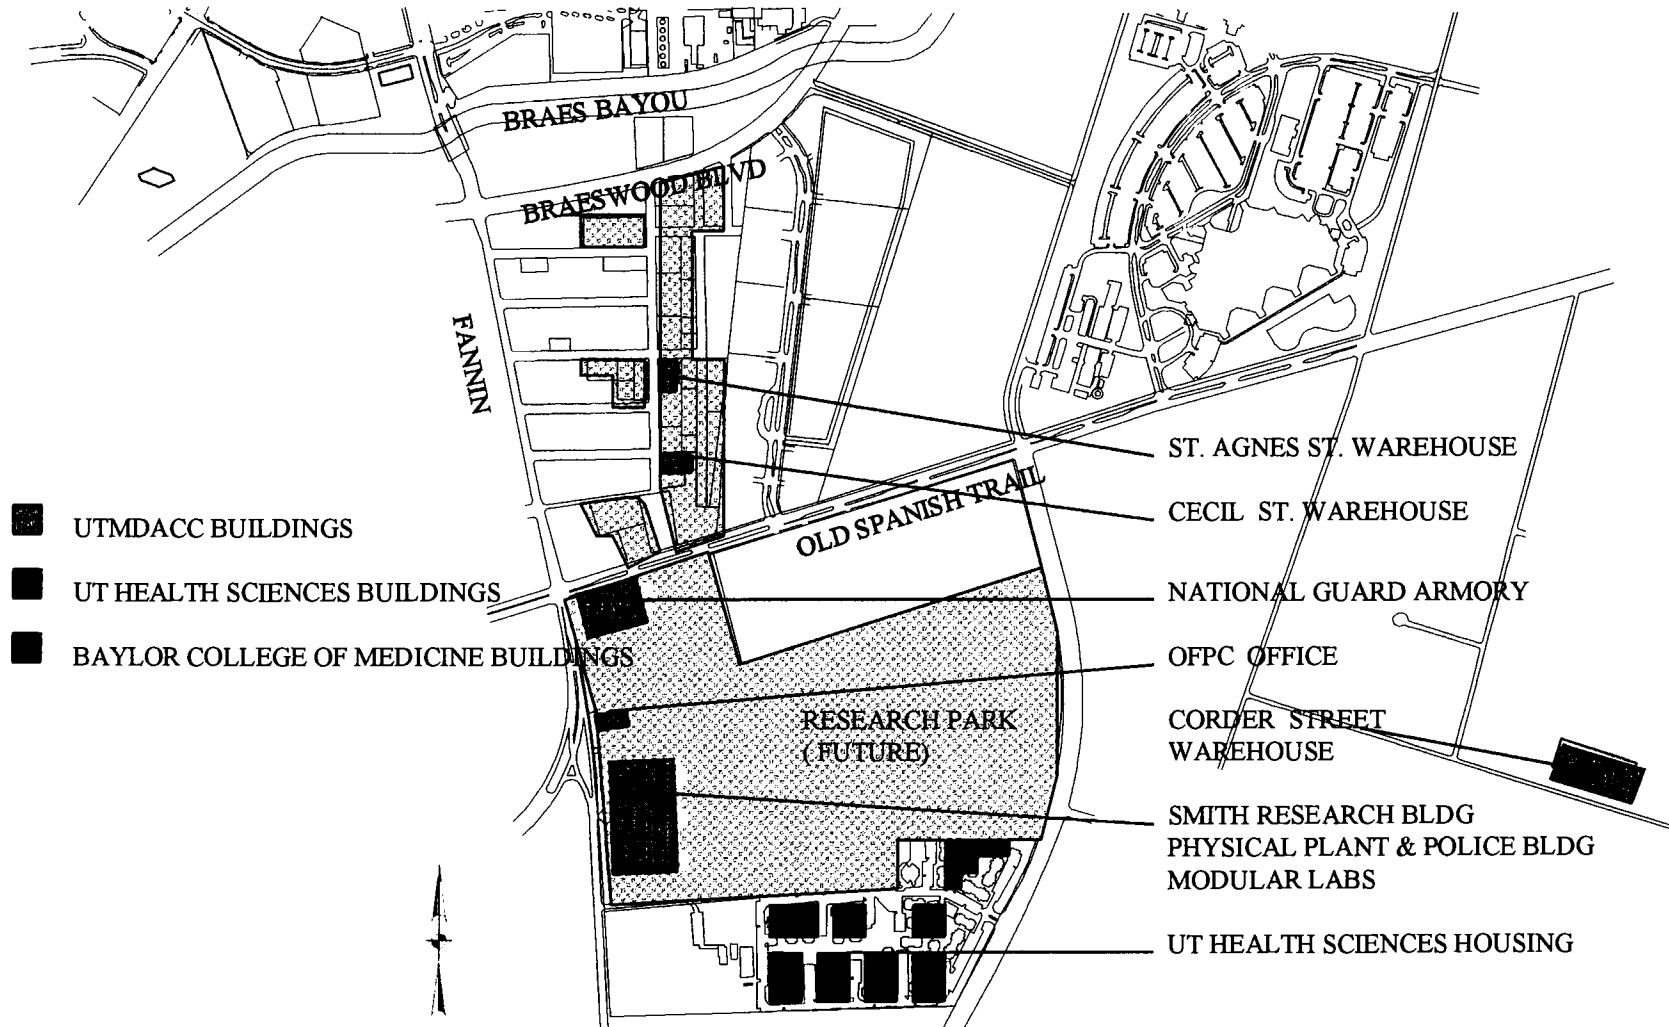 BRAES BAYOU
BRAESWOOD BLVD
FANNIN
ST. AGNES ST. WAREHOUSE
CECIL ST. WAREHOUSE
OLD SPANISH TRAIL
UTMDACC BUILDINGS
UT HEALTH SCIENCES BUILDINGS
BAYLOR COLLEGE OF MEDICINE BUILDINGS
NATIONAL GUARD ARMORY
OFPC OFFICE
RESEARCH PARK
(FUTURE)
CORDER STREET
WAREHOUSE
SMITH RESEARCH BLDG
PHYSICAL PLANT & POLICE BLDG
MODULAR LABS
UT HEALTH SCIENCES HOUSING